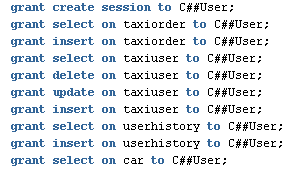 grant create session to C##User;
grant select on taxiorder to C##User;
grant insert on taxiorder to C##User;
grant select on taxiuser to C##User;
grant delete on taxiuser to C##User;
grant update on taxiuser to C##User;
grant insert on taxiuser to C##User;
grant select on userhistory to C##User;
grant insert on userhistory to C##User;
grant select on car to C##User;